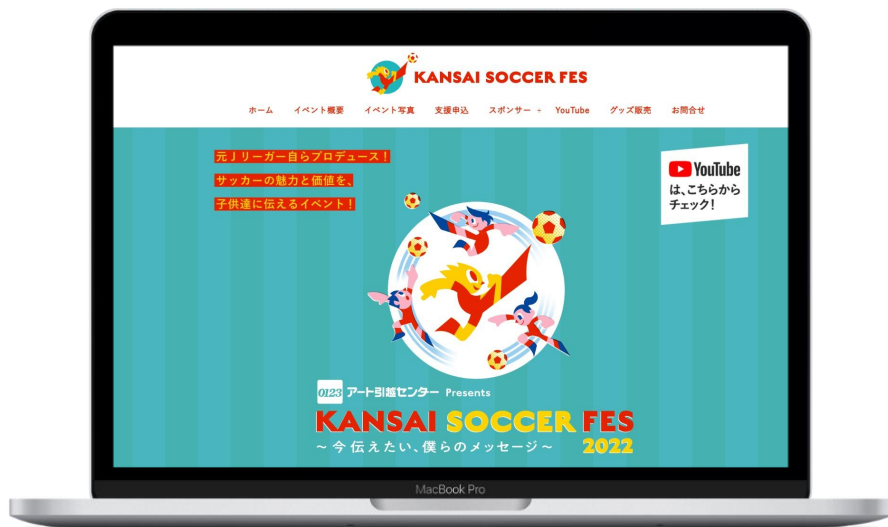 KANSAI SOCCER FES
ホーム イベント概要 イベント写真 支援申込 スポンサー + YouTube グッズ販売 お問合せ
元Jリーガー自らプロデュース!
サッカーの魅力と価値を、
子供達に伝えるイベント!
YouTube
は、こちらから
チェック!
0123 アート引越センター Presents
KANSAI SOCCER FES
~今伝えたい、僕らのメッセージ~ 2022
MacBook Pro